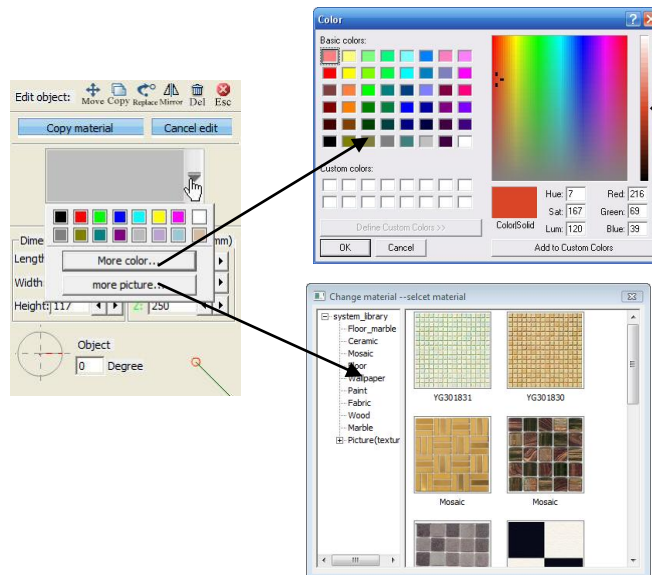 Edit object:
Move Copy Replace Mirror Del Esc
Copy material
Cancel edit
Dime
mm)
Length
More color...
Width
more picture...
Height: 117
Z: 250
Object
0 Degree
Color
Basic colors:
Custom colors:
Define Custom Colors >>
OK
Cancel
Color|Solid
Hue: 7
Red: 216
Sat: 167
Green: 69
Lum: 120
Blue: 39
Add to Custom Colors
Change material --selcet material
system_library
Floor_marble
Ceramic
Mosaic
Floor
Wallpaper
Paint
Fabric
Wood
Marble
Picture(textur
YG301831
YG301830
Mosaic
Mosaic